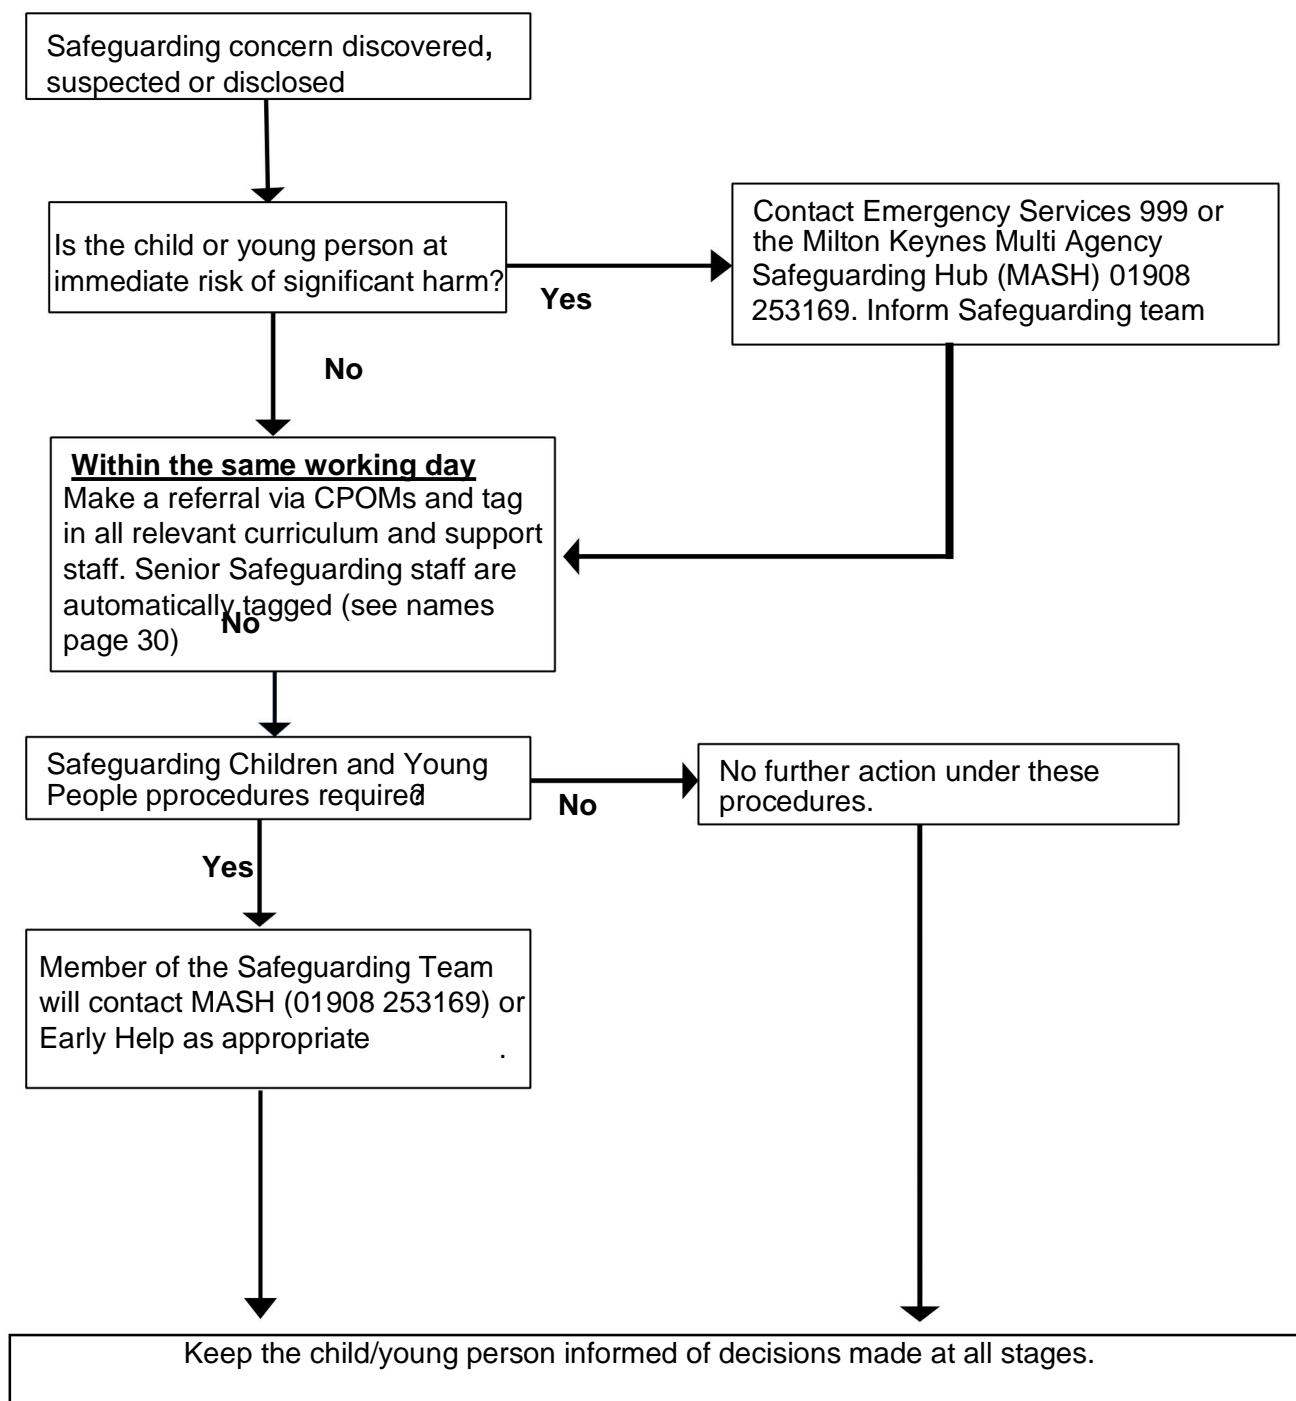 Safeguarding concern discovered,
suspected or disclosed
Is the child or young person at
immediate risk of significant harm?
Yes
Contact Emergency Services 999 or
the Milton Keynes Multi Agency
Safeguarding Hub (MASH) 01908
253169. Inform Safeguarding team
No
Within the same working day
Make a referral via CPOMs and tag
in all relevant curriculum and support
staff. Senior Safeguarding staff are
automatically tagged (see names
No
page 30)
Safeguarding Children and Young
People pprocedures required?
No
No further action under these
procedures.
Yes
Member of the Safeguarding Team
will contact MASH (01908 253169) or
Early Help as appropriate
.
Keep the child/young person informed of decisions made at all stages.